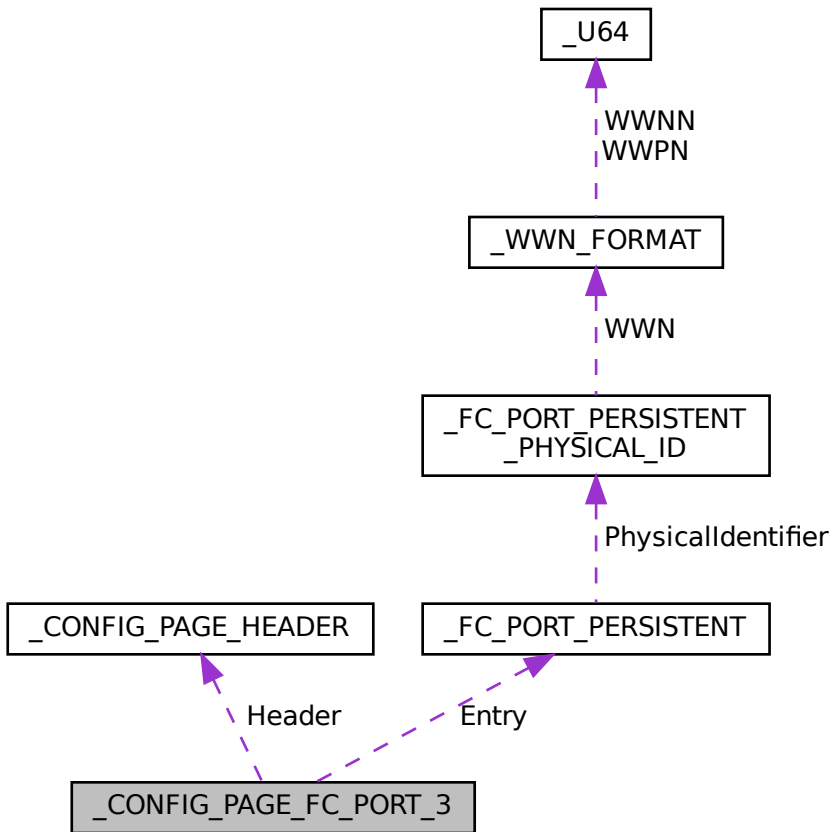 _U64
WWNN
WWPN
_WWN_FORMAT
WWN
_FC_PORT_PERSISTENT
_PHYSICAL_ID
PhysicalIdentifier
_CONFIG_PAGE_HEADER
_FC_PORT_PERSISTENT
Header
Entry
_CONFIG_PAGE_FC_PORT_3